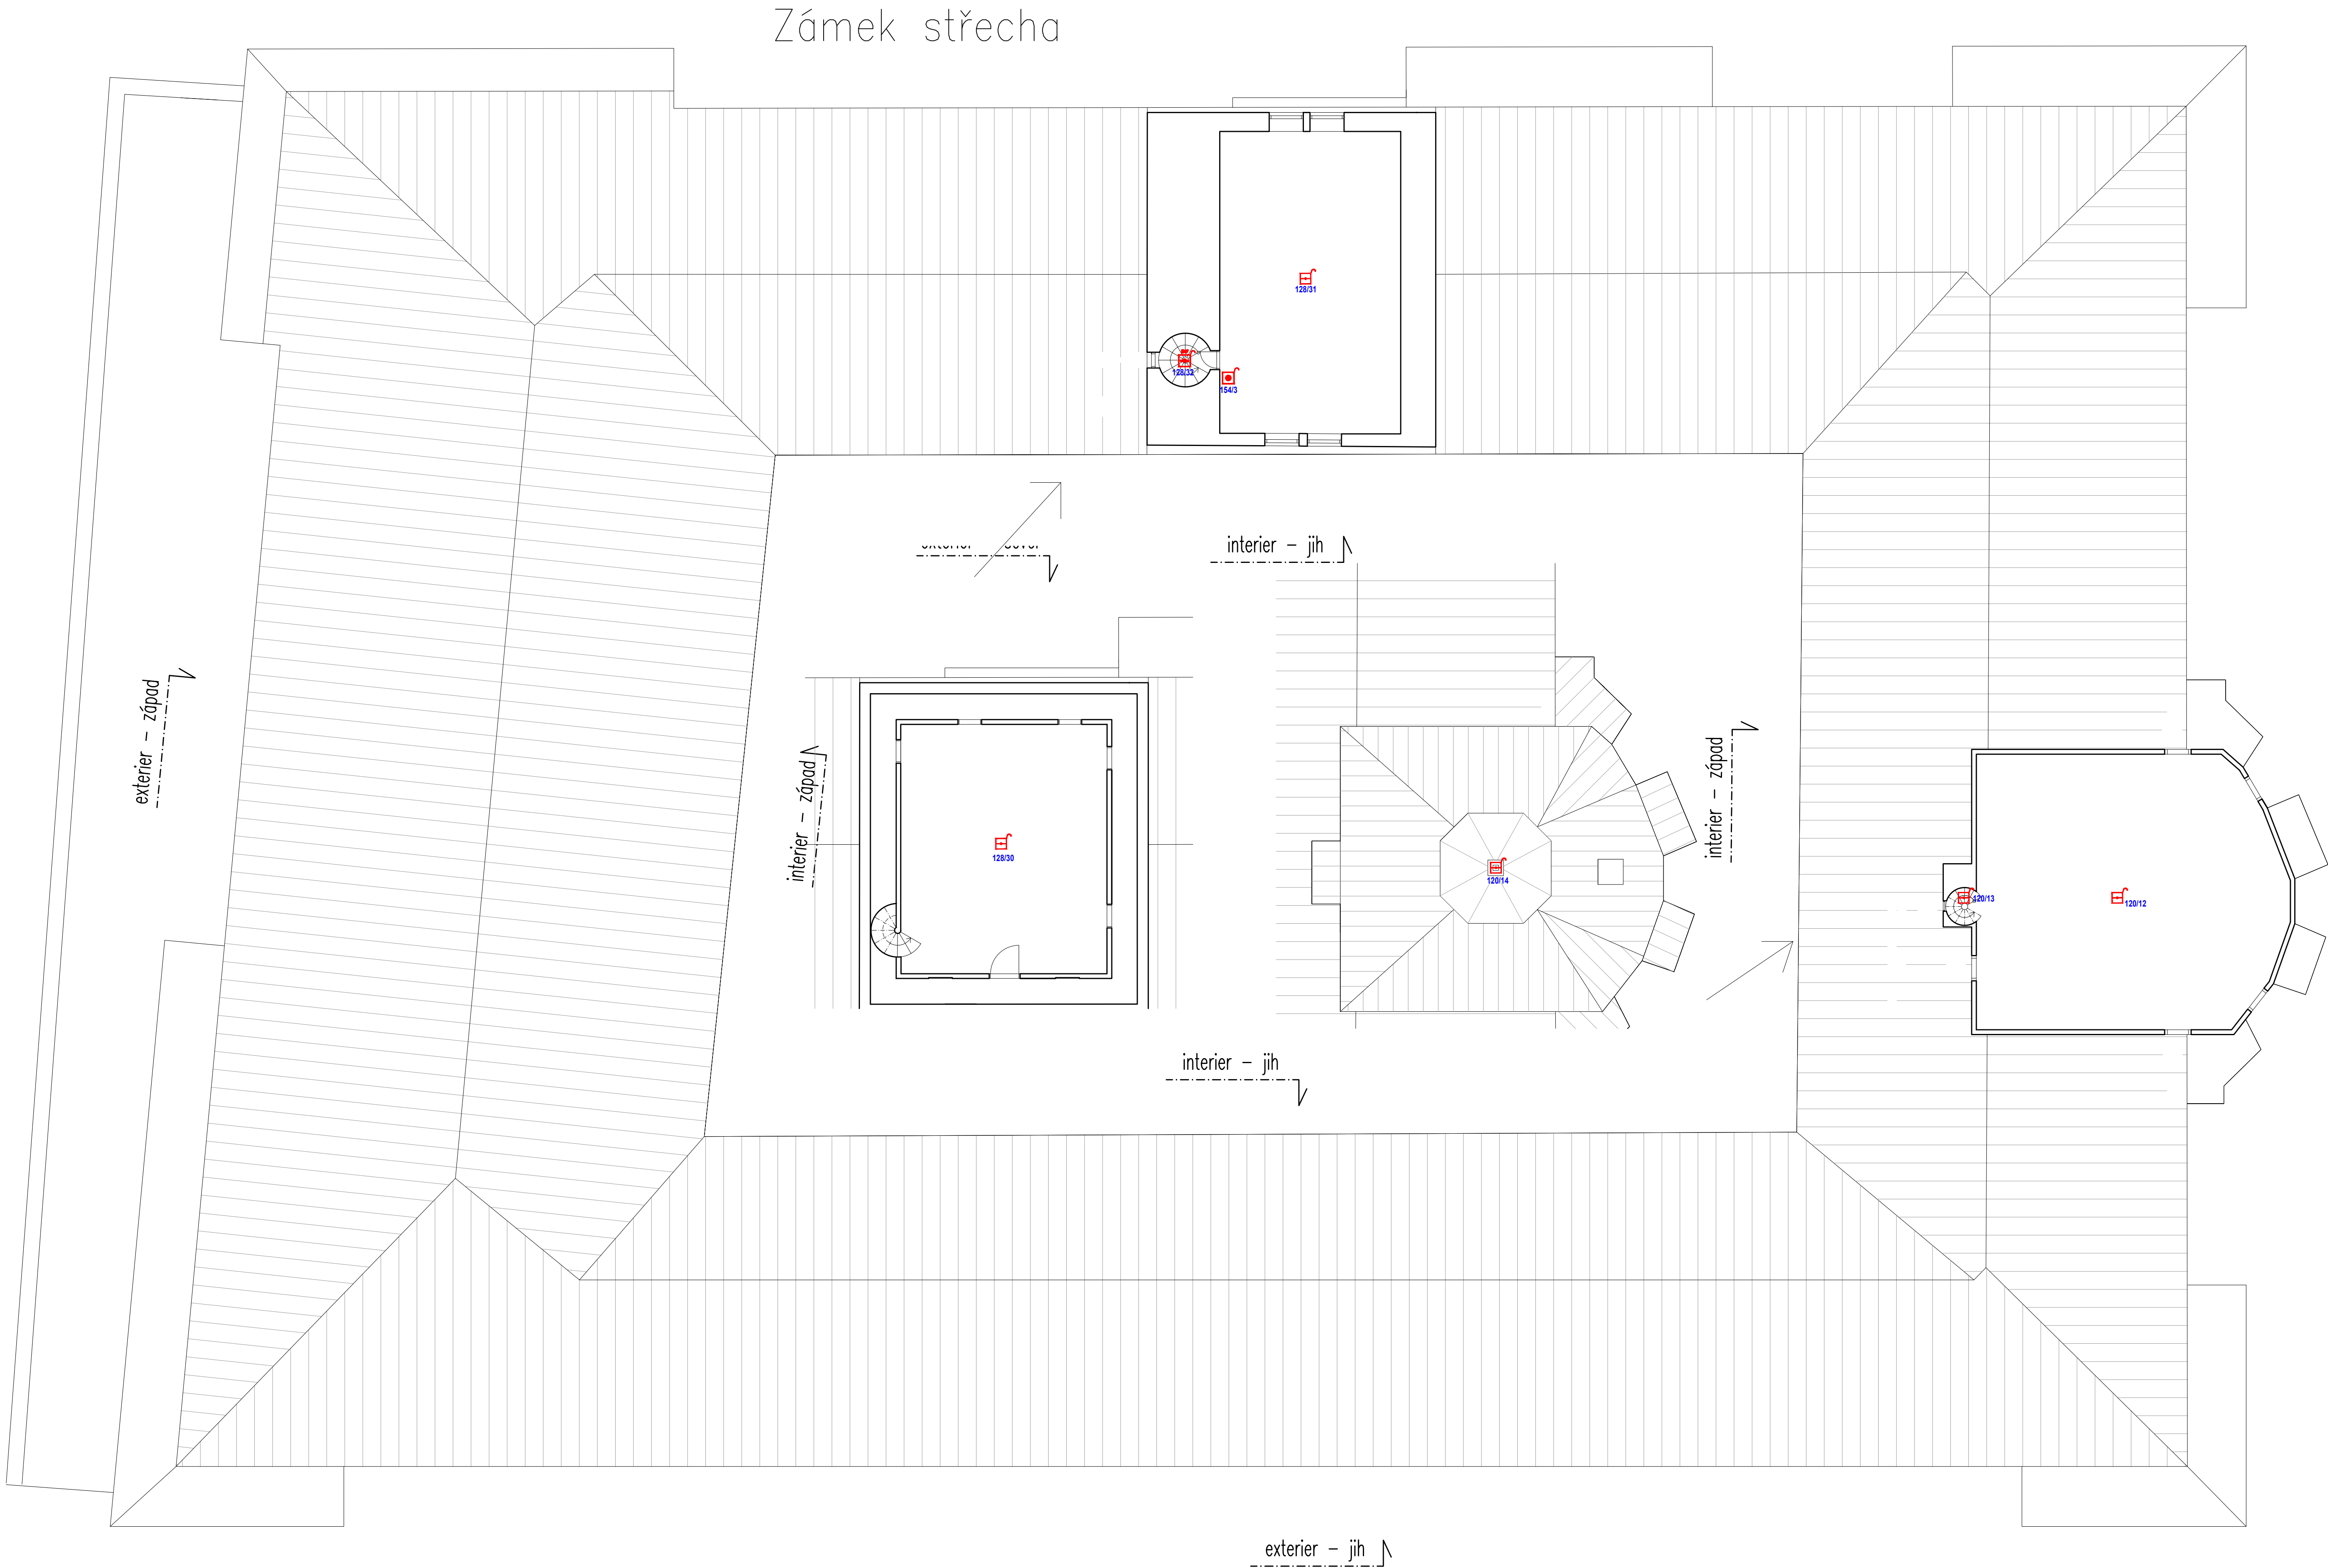 Zámek střecha
128/31
128/32
154/3
interier – jih
exterier – západ
interier – západ
interier – západ
128/30
120/14
120/13
120/12
interier – jih
exterier – jih